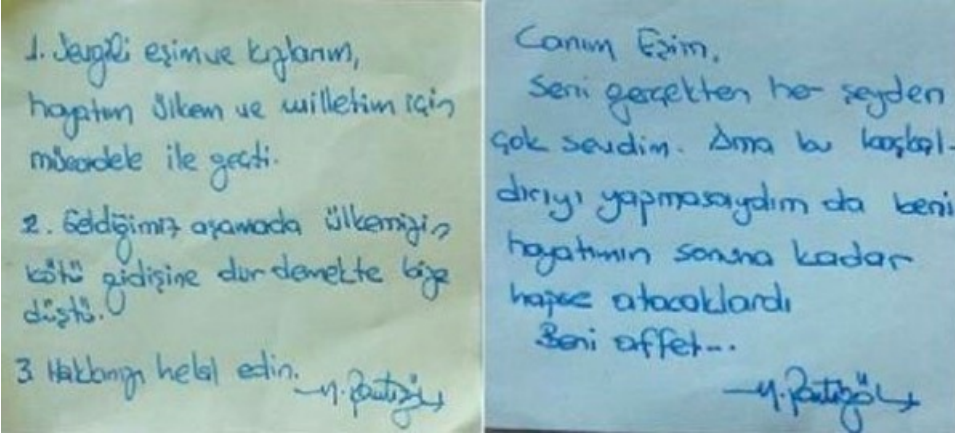 1. Sevgili eşim ve kızlarım,
hayatım ülkem ve milletim için
mücadele ile geçti.
2. Geldiğimiz aşamada ülkemizin
kötü gidişine dur demekte bize
düştü.
3 Hakkınızı helal edin.
Canım Eşim,
Seni gerçekten her şeyden
çok sevdim. Ama bu başkal-
dırıyı yapmasaydım da beni
hayatımın sonuna kadar
hapse atacaklardı
Beni affet...